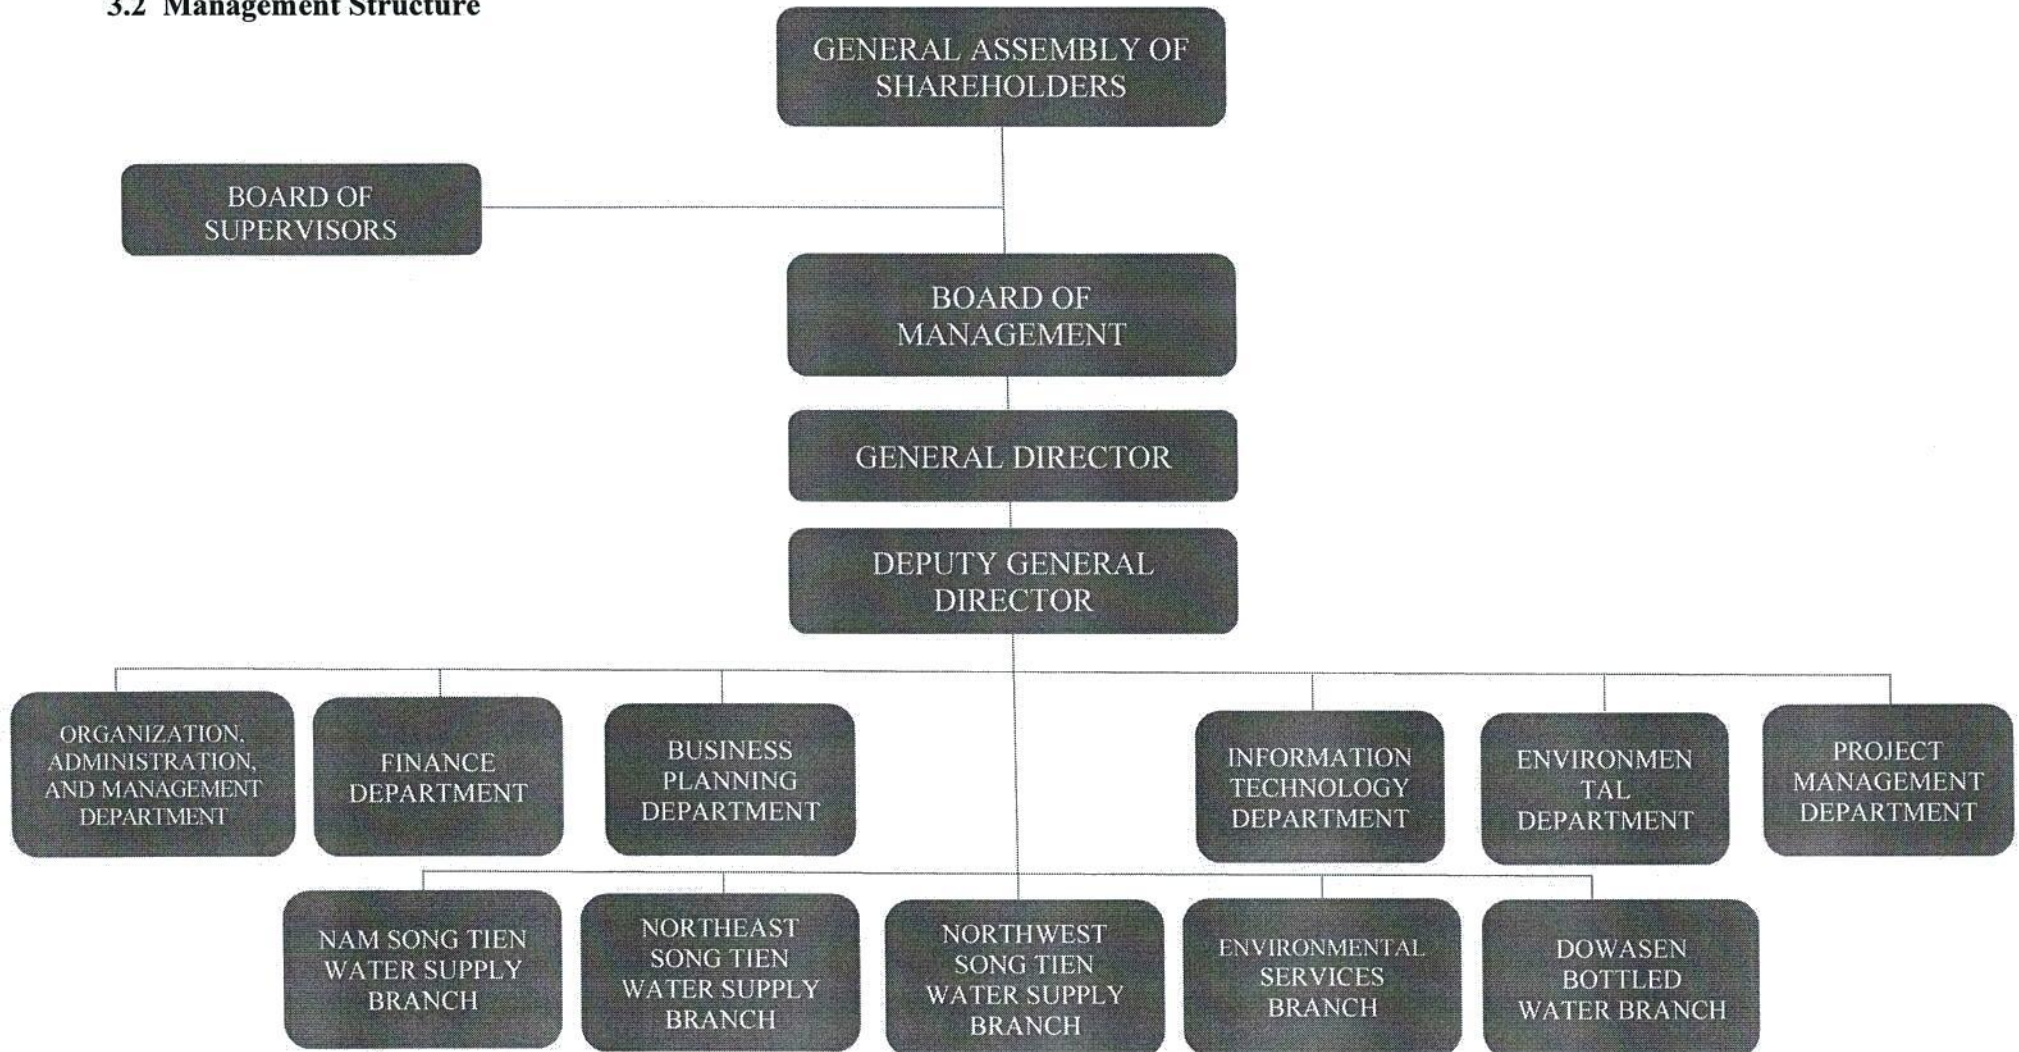 3.2 Management Structure
GENERAL ASSEMBLY OF
SHAREHOLDERS
BOARD OF
SUPERVISORS
BOARD OF
MANAGEMENT
GENERAL DIRECTOR
DEPUTY GENERAL
DIRECTOR
ORGANIZATION,
ADMINISTRATION,
AND MANAGEMENT
DEPARTMENT
FINANCE
DEPARTMENT
BUSINESS
PLANNING
DEPARTMENT
INFORMATION
TECHNOLOGY
DEPARTMENT
ENVIRONMEN
TAL
DEPARTMENT
PROJECT
MANAGEMENT
DEPARTMENT
NAM SONG TIEN
WATER SUPPLY
BRANCH
NORTHEAST
SONG TIEN
WATER SUPPLY
BRANCH
NORTHWEST
SONG TIEN
WATER SUPPLY
BRANCH
ENVIRONMENTAL
SERVICES
BRANCH
DOWASEN
BOTTLED
WATER BRANCH